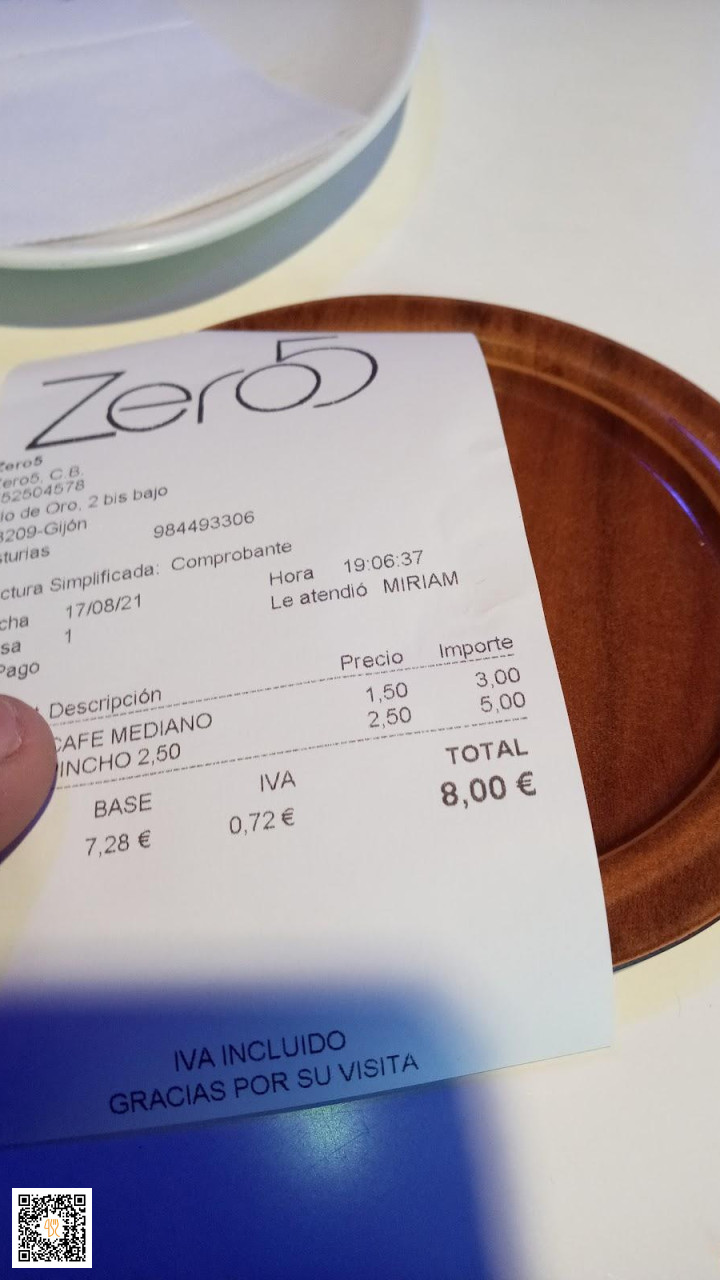 Zero5
Zero5
ero5, C.B.
52504578
ío de Oro, 2 bis bajo
3209-Gijón
sturias
984493306
ctura Simplificada: Comprobante
cha 17/08/21 Hora 19:06:37
sa 1 Le atendió MIRIAM
Pago
Descripción Precio Importe
CAFE MEDIANO 1,50 3,00
INCHO 2,50 2,50 5,00
BASE IVA TOTAL
7,28 € 0,72 € 8,00 €
IVA INCLUIDO
GRACIAS POR SU VISITA